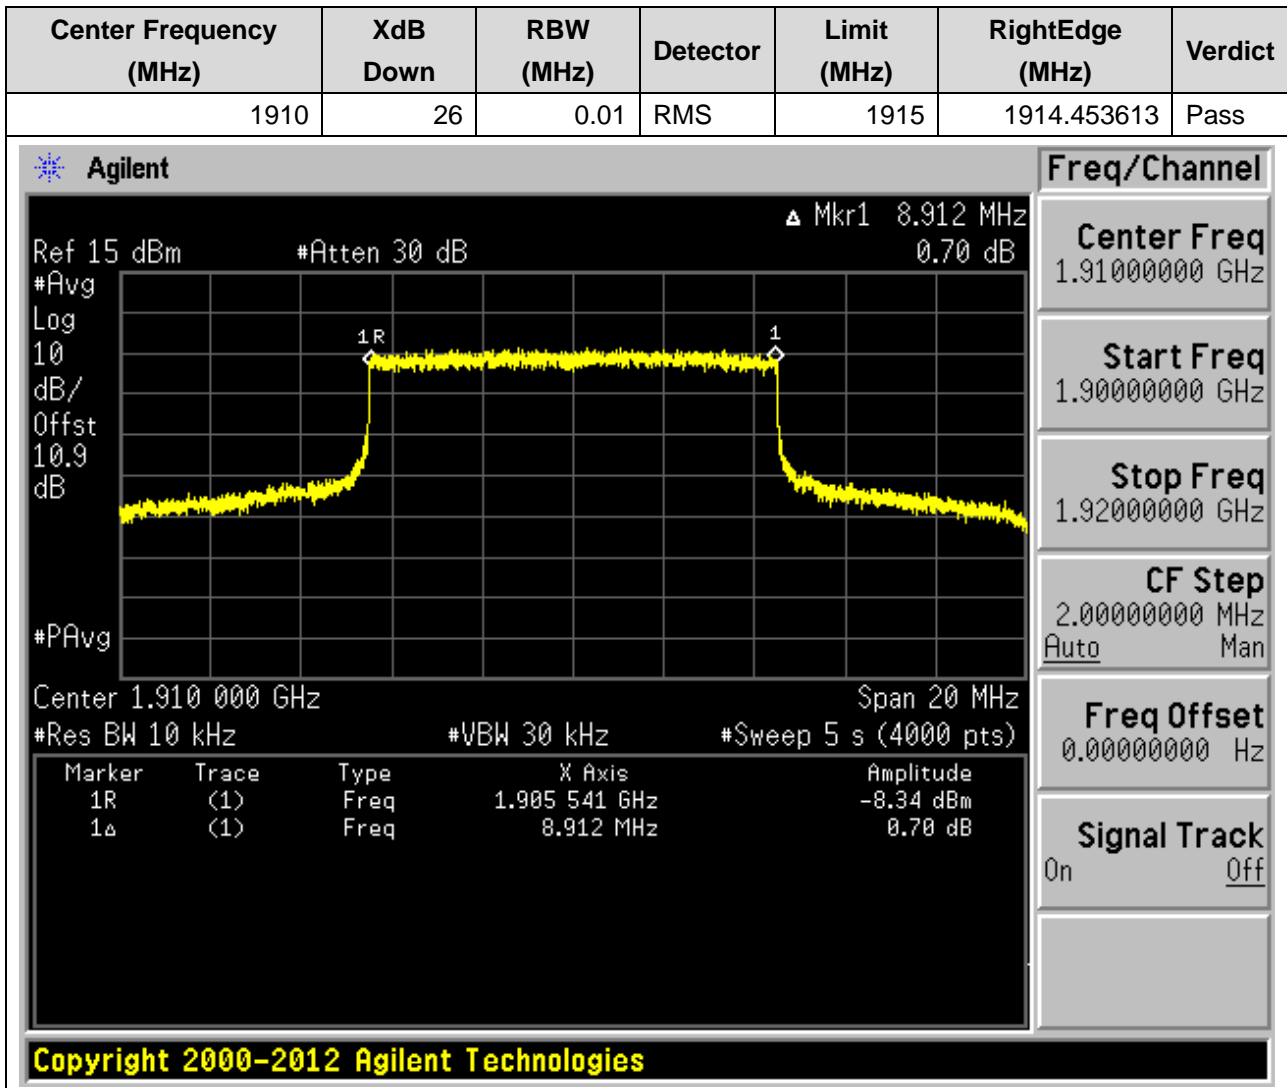 Center Frequency (MHz) XdB Down RBW (MHz) Detector Limit (MHz) RightEdge (MHz) Verdict
1910 26 0.01 RMS 1915 1914.453613 Pass
Agilent
Freq/Channel
Δ Mkr1 8.912 MHz
Ref 15 dBm #Atten 30 dB 0.70 dB
#Avg
Log
10
dB/
Offst
10.9
dB
#PAvg
1R
1
Center 1.910 000 GHz Span 20 MHz
#Res BW 10 kHz #VBW 30 kHz #Sweep 5 s (4000 pts)
Marker Trace Type X Axis Amplitude
1R (1) Freq 1.905 541 GHz -8.34 dBm
1Δ (1) Freq 8.912 MHz 0.70 dB
Center Freq
1.91000000 GHz
Start Freq
1.90000000 GHz
Stop Freq
1.92000000 GHz
CF Step
2.00000000 MHz
Auto Man
Freq Offset
0.00000000 Hz
Signal Track
On Off
Copyright 2000-2012 Agilent Technologies